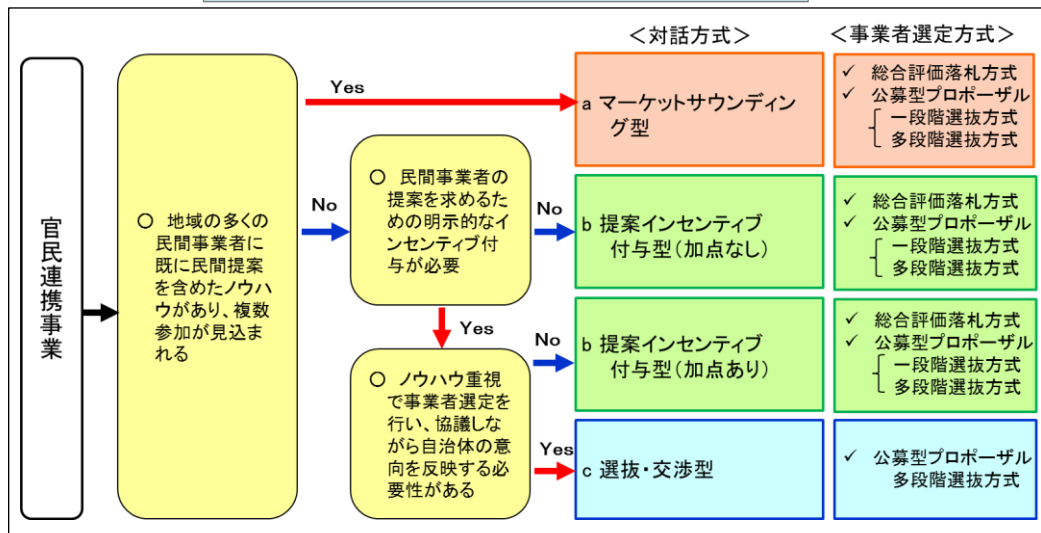 ＜対話方式＞
＜事業者選定方式＞
官民連携事業
○ 地域の多くの
民間事業者に
既に民間提案
を含めたノウハ
ウがあり、複数
参加が見込ま
れる
Yes
No
○ 民間事業者の
提案を求めるた
めの明示的なイ
ンセンティブ付
与が必要
No
Yes
○ ノウハウ重視
で事業者選定を
行い、協議しな
がら自治体の意
向を反映する必
要性がある
No
Yes
a マーケットサウンディン
グ型
✓ 総合評価落札方式
✓ 公募型プロポーザル
一段階選抜方式
多段階選抜方式
b 提案インセンティブ
付与型（加点なし）
✓ 総合評価落札方式
✓ 公募型プロポーザル
一段階選抜方式
多段階選抜方式
b 提案インセンティブ
付与型（加点あり）
✓ 総合評価落札方式
✓ 公募型プロポーザル
一段階選抜方式
多段階選抜方式
c 選抜・交渉型
✓ 公募型プロポーザル
多段階選抜方式